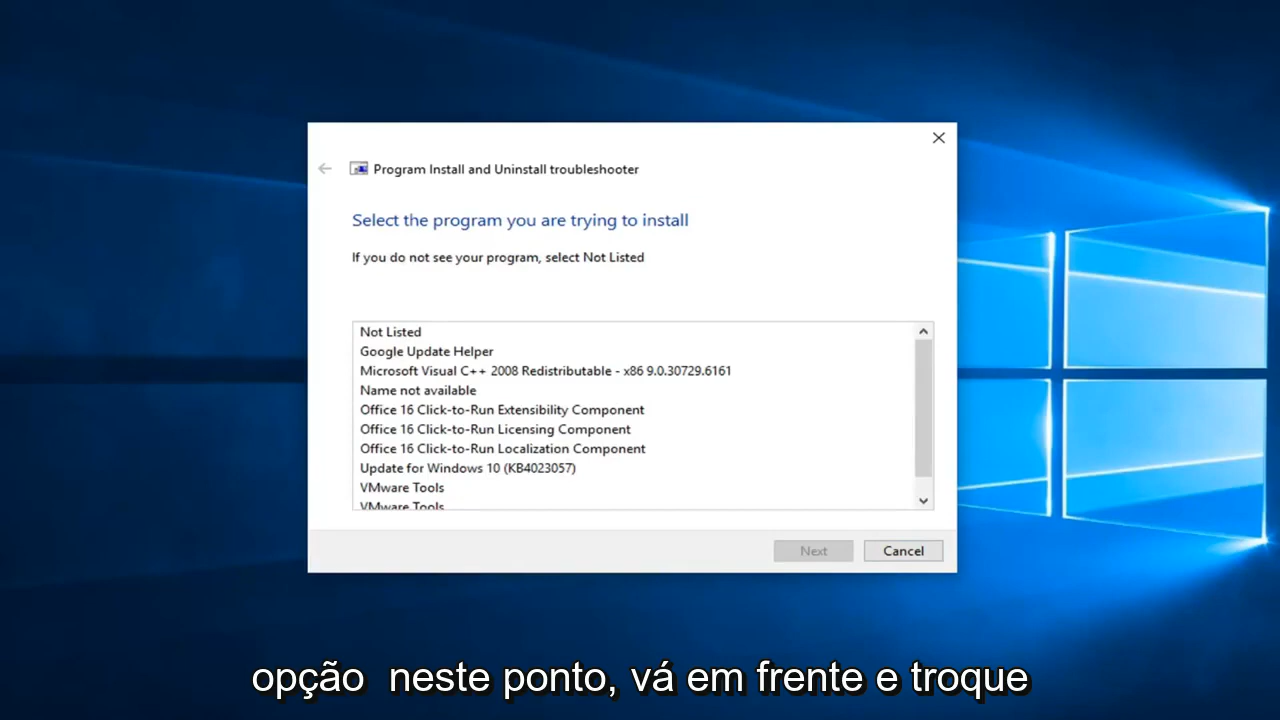 Program Install and Uninstall troubleshooter
Select the program you are trying to install
If you do not see your program, select Not Listed
Not Listed
Google Update Helper
Microsoft Visual C++ 2008 Redistributable - x86 9.0.30729.6161
Name not available
Office 16 Click-to-Run Extensibility Component
Office 16 Click-to-Run Licensing Component
Office 16 Click-to-Run Localization Component
Update for Windows 10 (KB4023057)
VMware Tools
VMware Tools
Next Cancel
opção neste ponto, vá em frente e troque